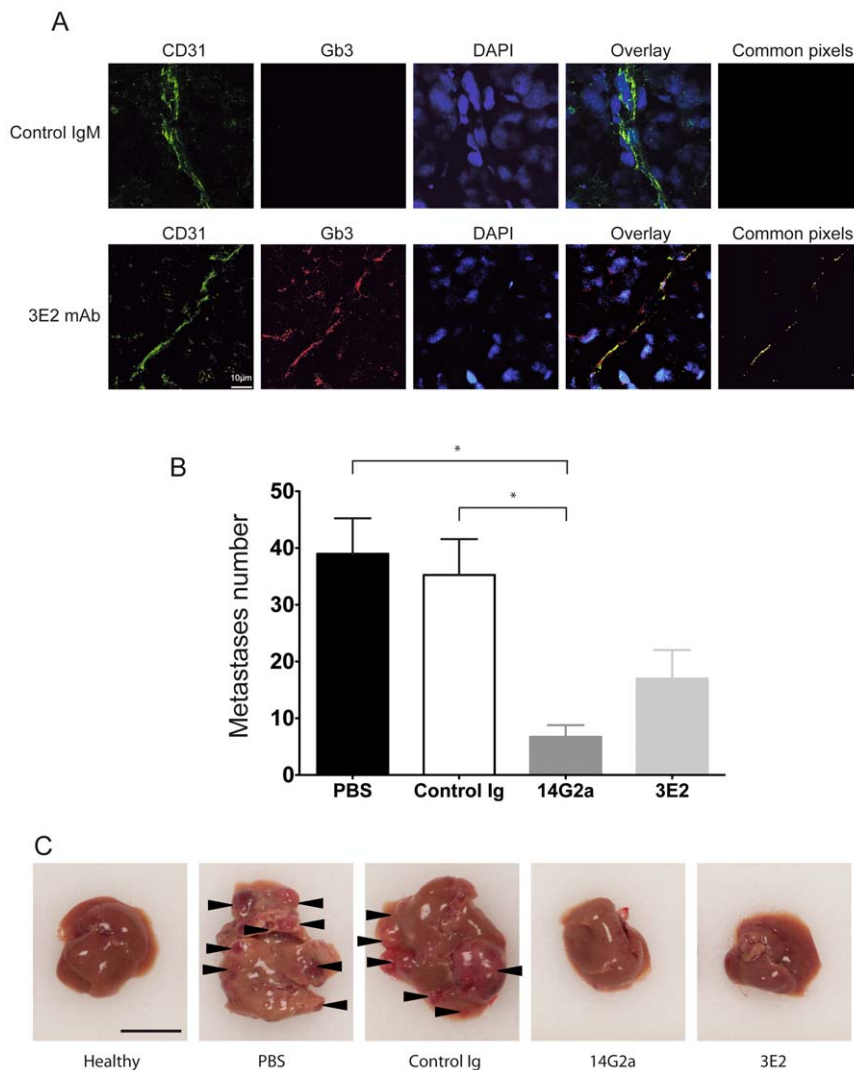 A
CD31 Gb3 DAPI Overlay Common pixels
Control IgM
CD31 Gb3 DAPI Overlay Common pixels
3E2 mAb
10µm
B
*
*
Metastases number
50
40
30
20
10
0
PBS Control Ig 14G2a 3E2
C
Healthy PBS Control Ig 14G2a 3E2